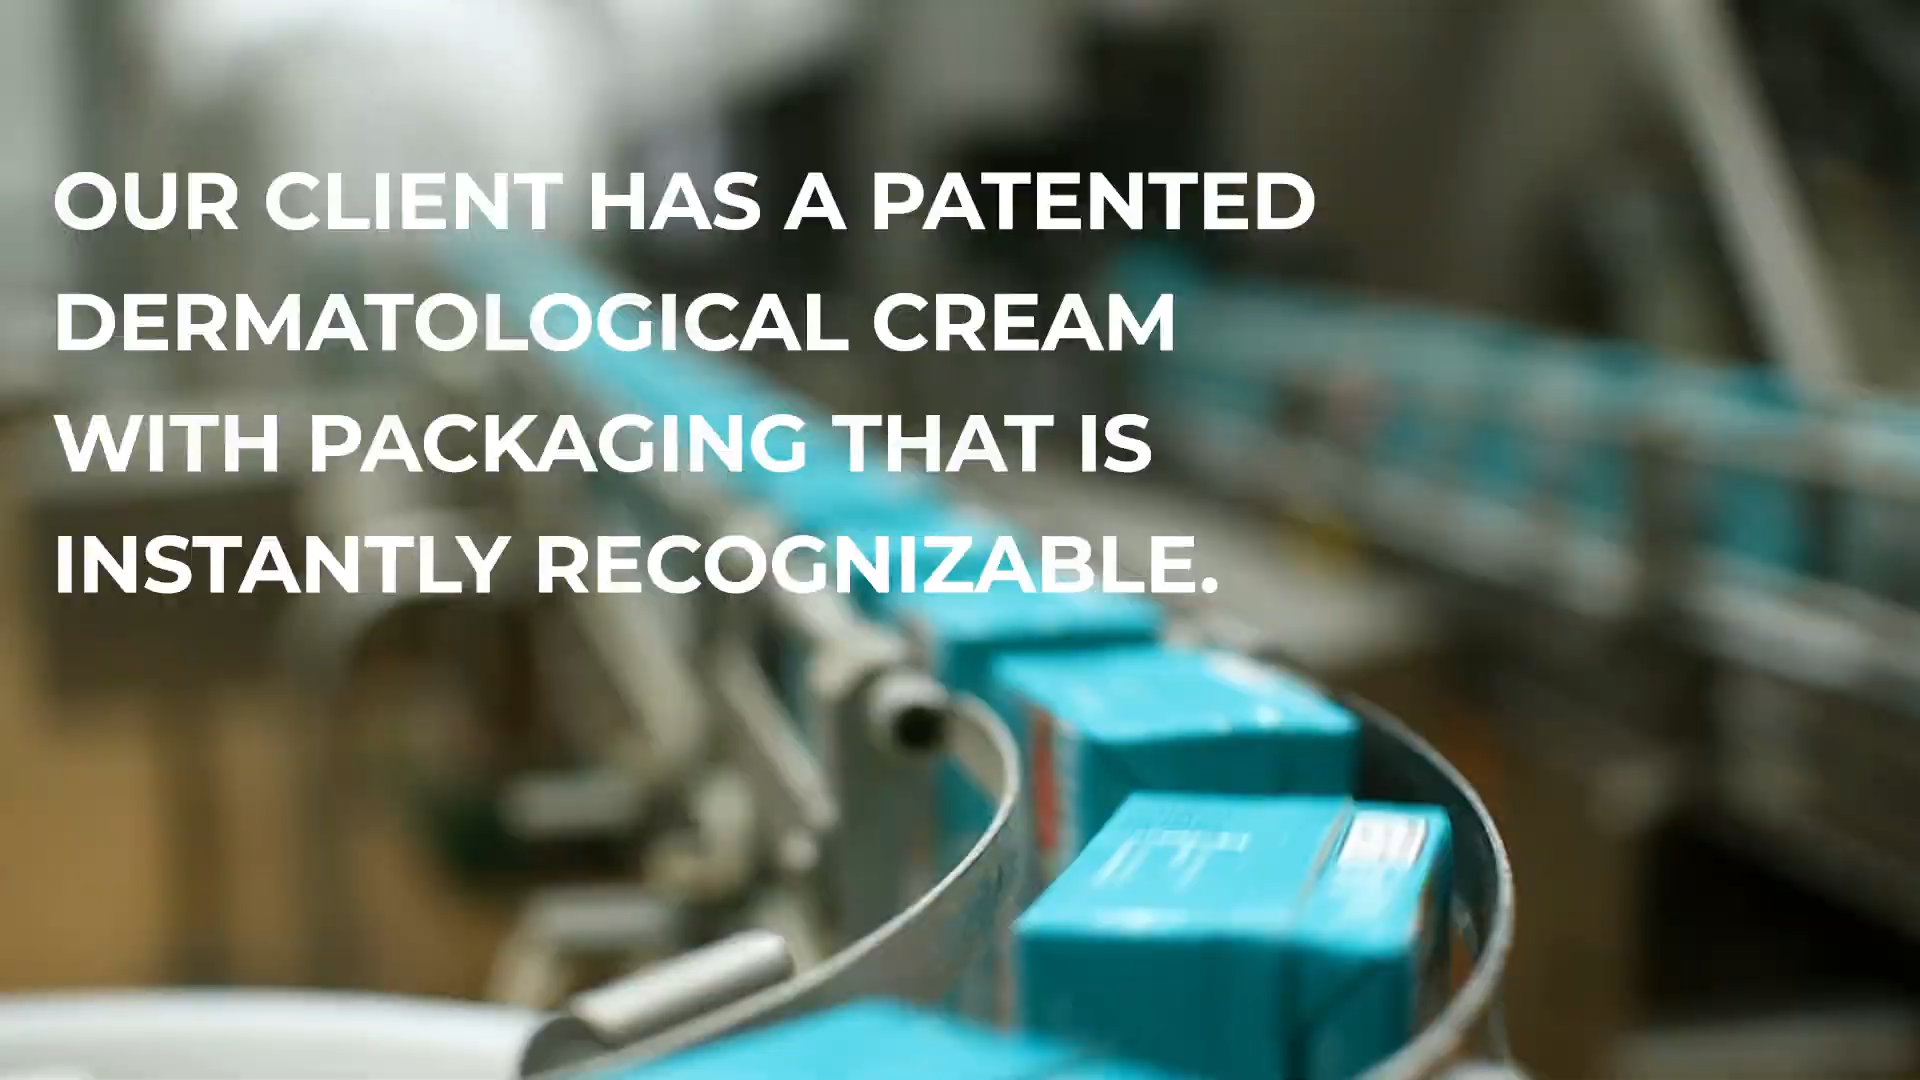 OUR CLIENT HAS A PATENTED
DERMATOLOGICAL CREAM
WITH PACKAGING THAT IS
INSTANTLY RECOGNIZABLE.